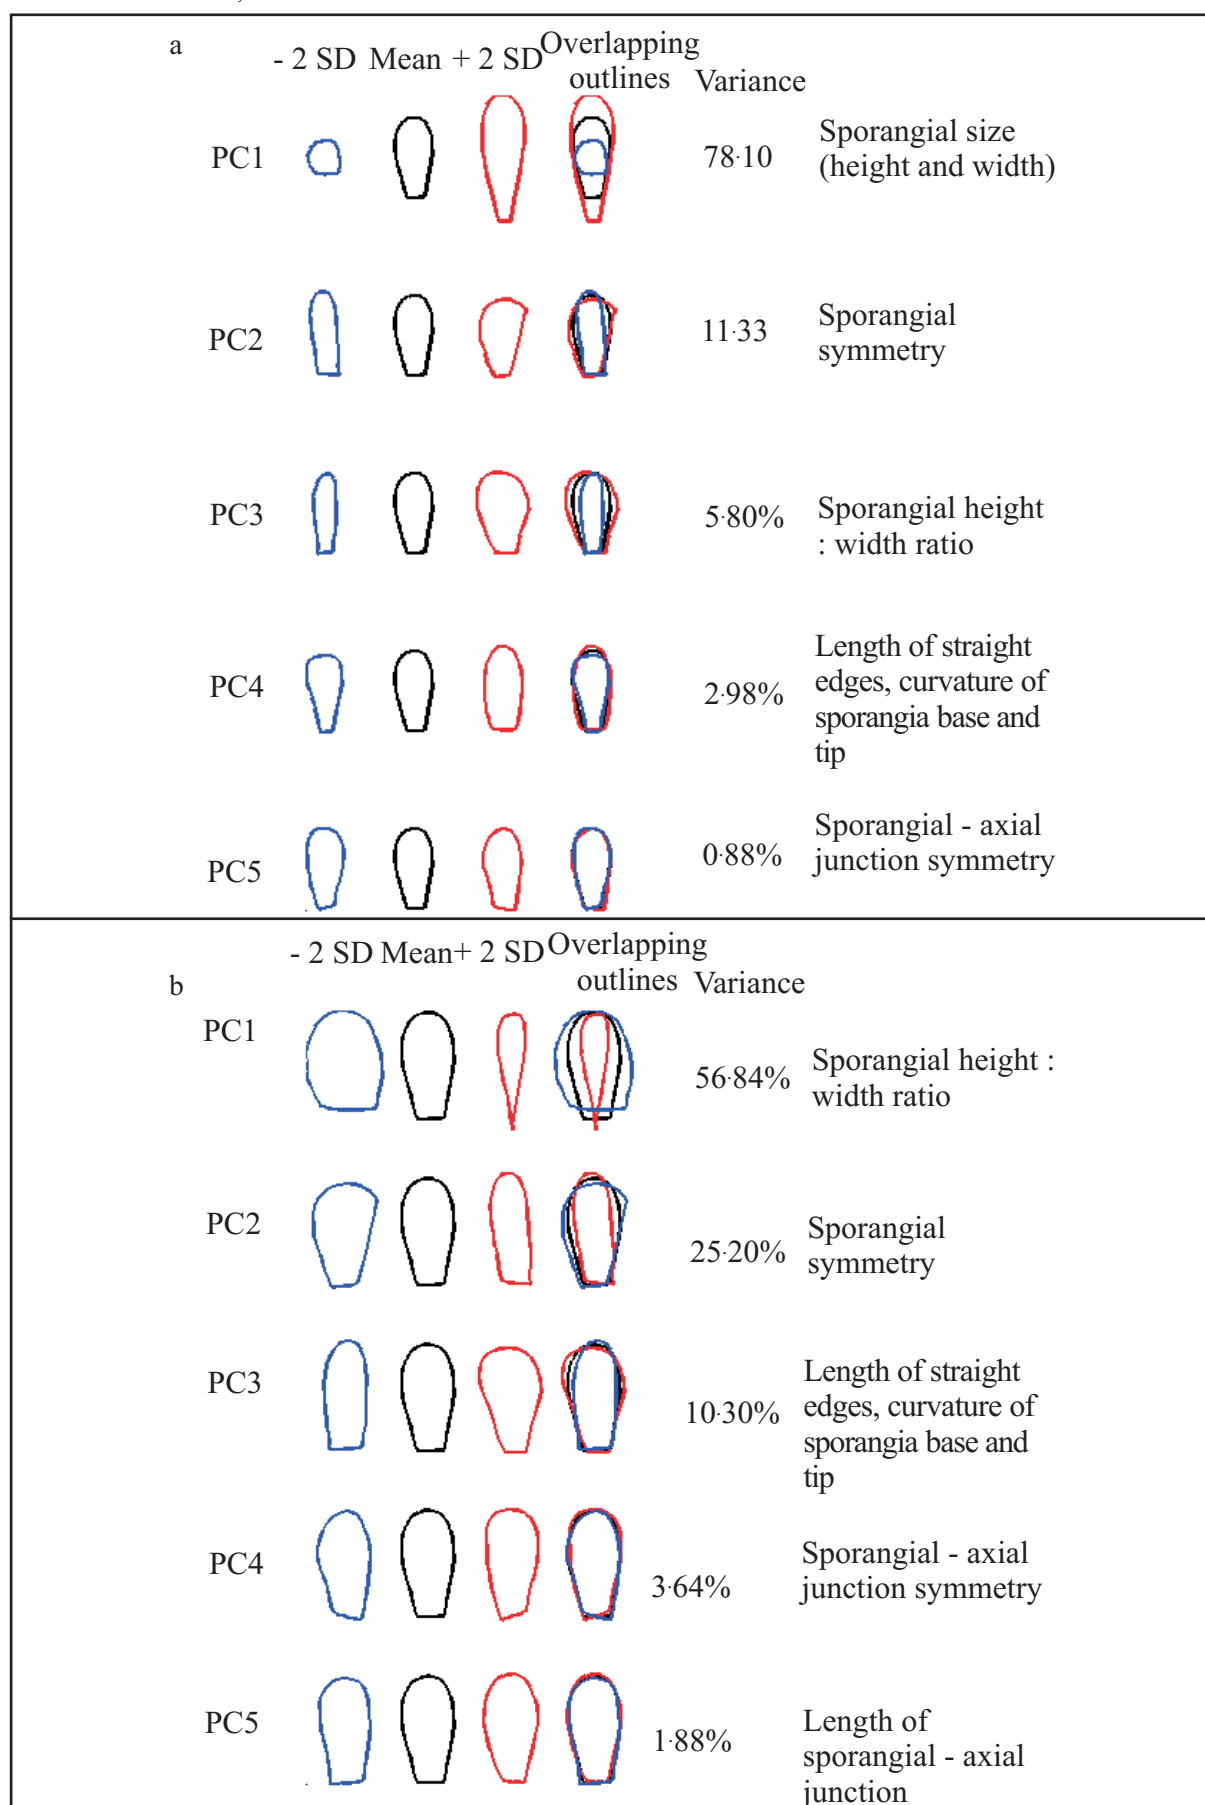 a
- 2 SD Mean + 2 SD Overlapping outlines Variance
PC1 78·10 Sporangial size
(height and width)
PC2 11·33 Sporangial
symmetry
PC3 5·80% Sporangial height
: width ratio
PC4 2·98% Length of straight
edges, curvature of
sporangia base and
tip
PC5 0·88% Sporangial - axial
junction symmetry
b
- 2 SD Mean + 2 SD Overlapping outlines Variance
PC1 56·84% Sporangial height :
width ratio
PC2 25·20% Sporangial
symmetry
PC3 10·30% Length of straight
edges, curvature of
sporangia base and
tip
PC4 3·64% Sporangial - axial
junction symmetry
PC5 1·88% Length of
sporangial - axial
junction